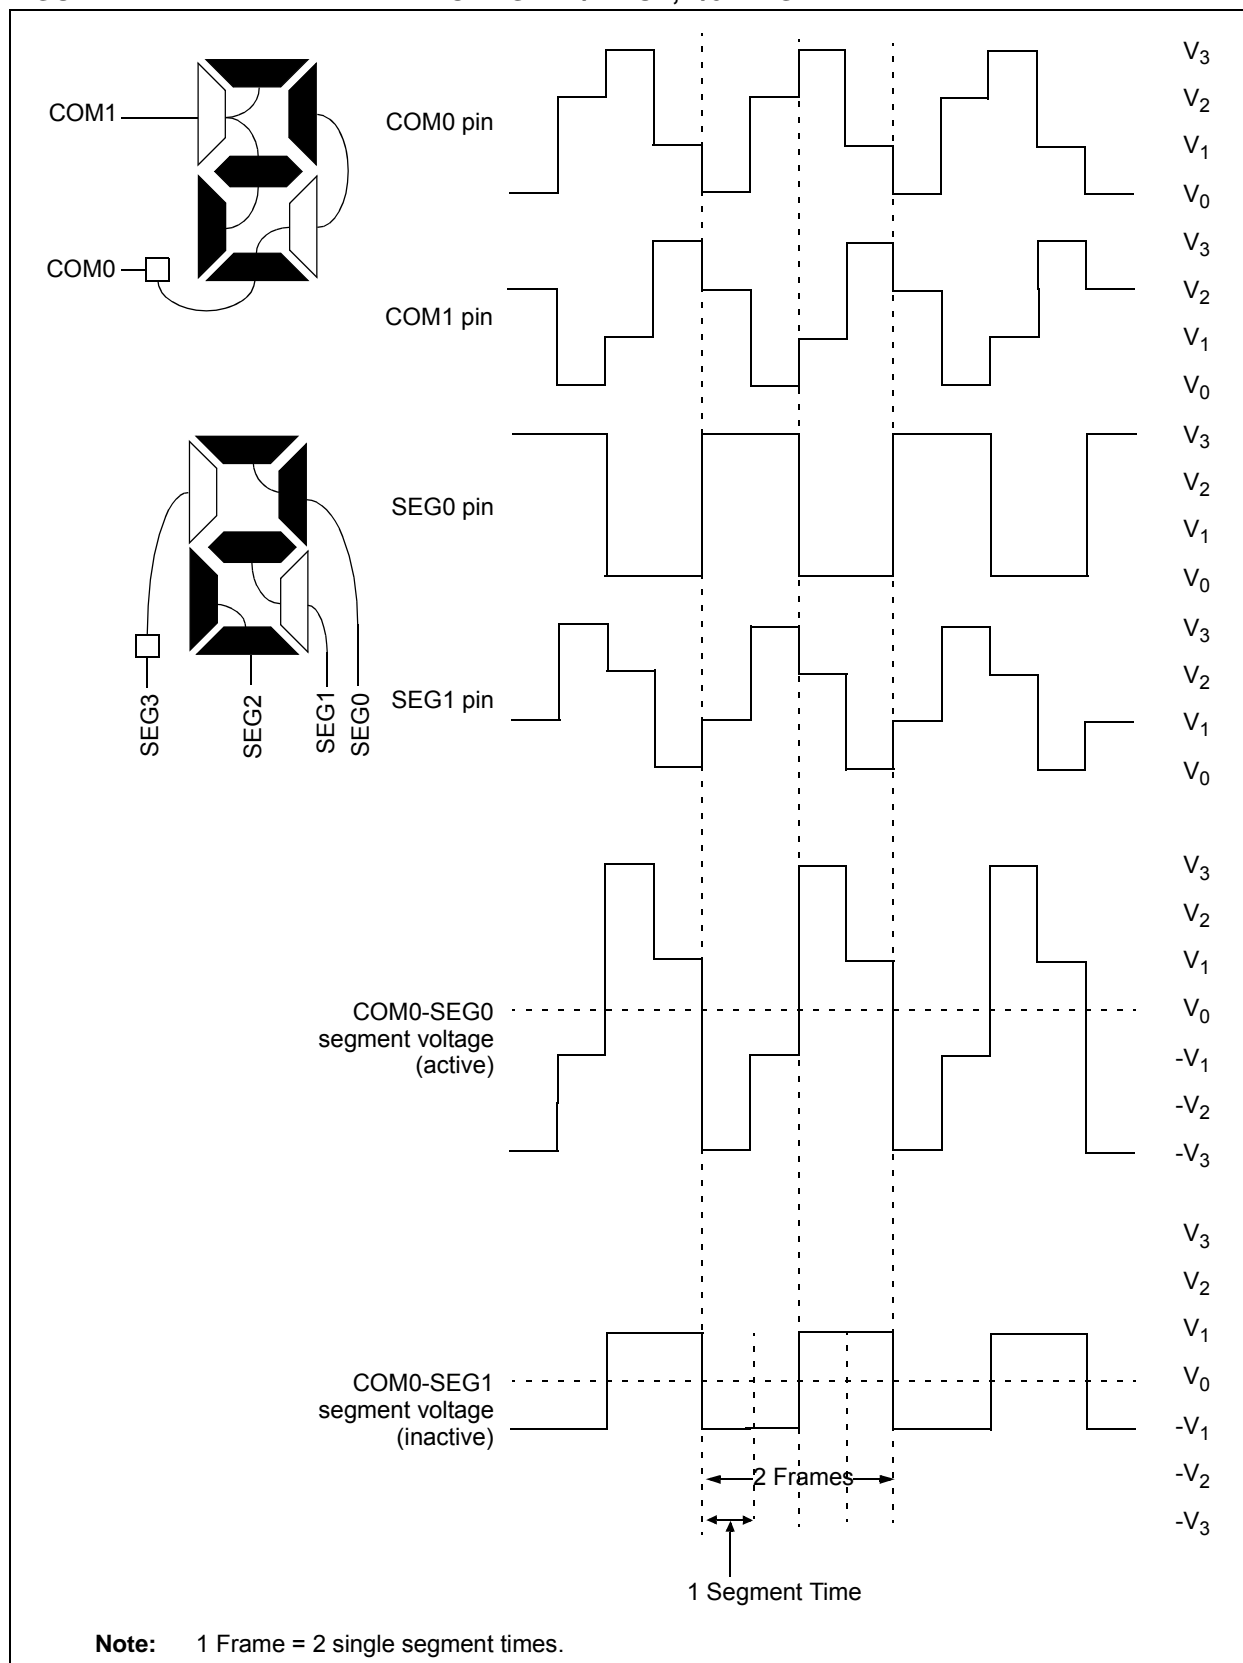 COM1
COM0
COM0 pin
V3
V2
V1
V0
COM1 pin
V3
V2
V1
V0
SEG0 pin
V3
V2
V1
V0
SEG3
SEG2
SEG1
SEG0
SEG1 pin
V3
V2
V1
V0
COM0-SEG0
segment voltage
(active)
V3
V2
V1
V0
-V1
-V2
-V3
COM0-SEG1
segment voltage
(inactive)
V3
V2
V1
V0
-V1
-V2
-V3
2 Frames
1 Segment Time
Note: 1 Frame = 2 single segment times.